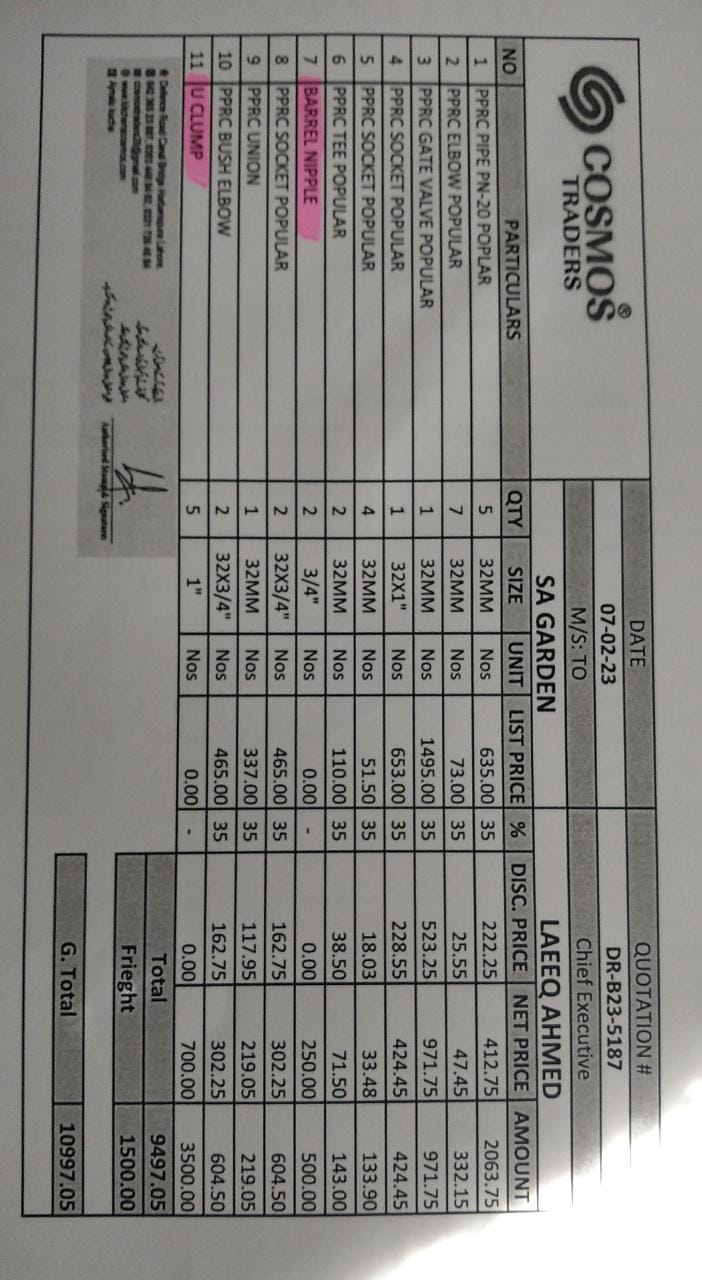 COSMOS®
TRADERS
DATE QUOTATION #
07-02-23 DR-B23-5187
M/S: TO Chief Executive
SA GARDEN LAEEQ AHMED
NO PARTICULARS QTY SIZE UNIT LIST PRICE % DISC. PRICE NET PRICE AMOUNT
1 PPRC PIPE PN-20 POPLAR 5 32MM Nos 635.00 35 222.25 412.75 2063.75
2 PPRC ELBOW POPULAR 7 32MM Nos 73.00 35 25.55 47.45 332.15
3 PPRC GATE VALVE POPULAR 1 32MM Nos 1495.00 35 523.25 971.75 971.75
4 PPRC SOCKET POPULAR 1 32X1" Nos 653.00 35 228.55 424.45 424.45
5 PPRC SOCKET POPULAR 4 32MM Nos 51.50 35 18.03 33.48 133.90
6 PPRC TEE POPULAR 2 32MM Nos 110.00 35 38.50 71.50 143.00
7 BARREL NIPPLE 2 3/4" Nos 0.00 - 0.00 250.00 500.00
8 PPRC SOCKET POPULAR 2 32X3/4" Nos 465.00 35 162.75 302.25 604.50
9 PPRC UNION 1 32MM Nos 337.00 35 117.95 219.05 219.05
10 PPRC BUSH ELBOW 2 32X3/4" Nos 465.00 35 162.75 302.25 604.50
11 U CLUMP 5 1" Nos 0.00 - 0.00 700.00 3500.00
Total 9497.05
Frieght 1500.00
G. Total 10997.05
Defence Road Canal Bridge Lahore
Authorised Stamp & Signature: